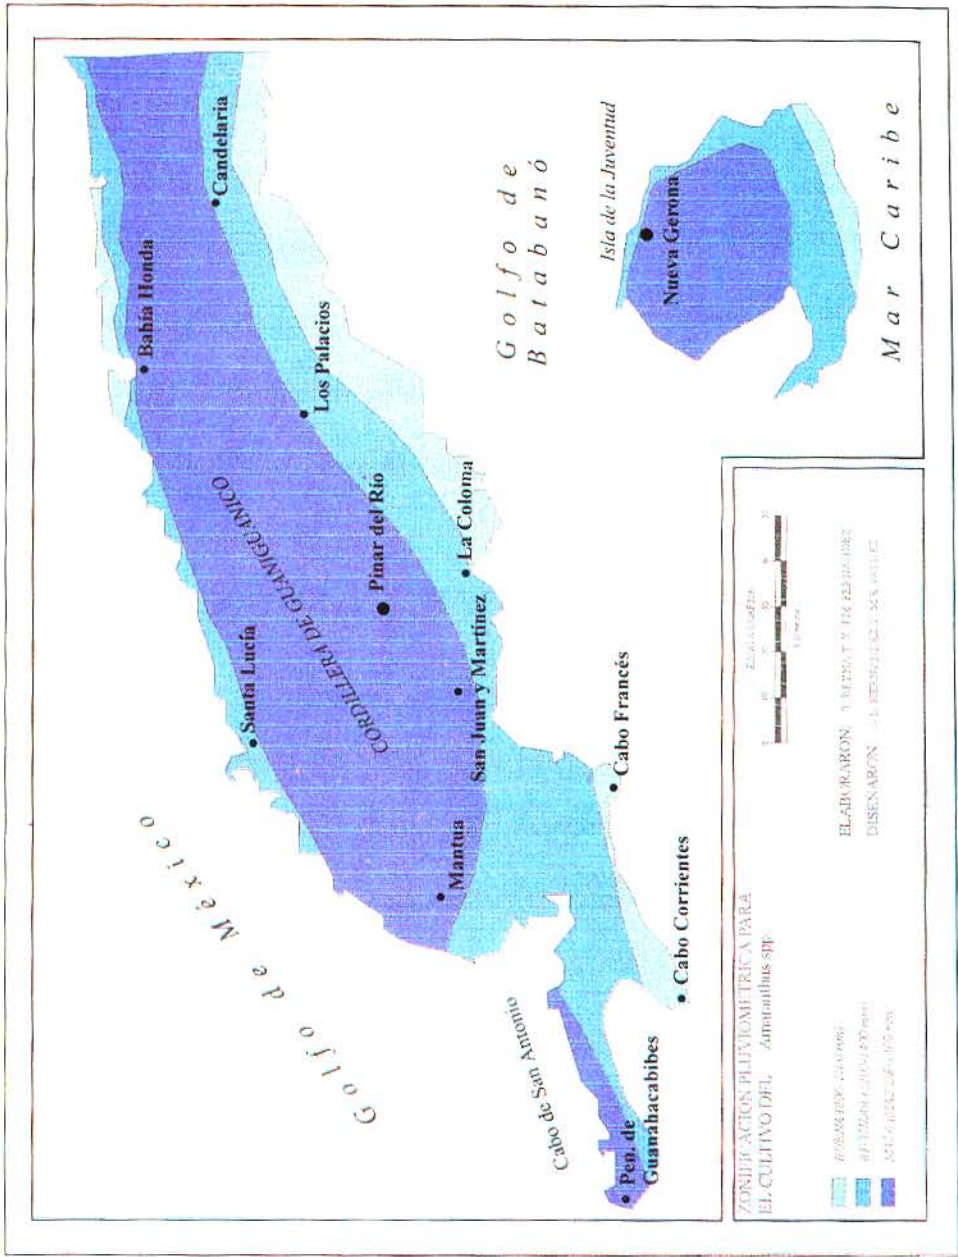 Golfo de México
Bahía Honda
Candelaria
Santa Lucía
CORDILLERA DE GUANIGUANICO
Los Palacios
Pinar del Río
La Coloma
Mantua
San Juan y Martínez
Golfo de
Batabanó
Isla de la Juventud
Nueva Gerona
Cabo Francés
Cabo de San Antonio
Cabo Corrientes
Pen. de
Guanahacabibes
Mar Caribe
ZONIFICACION PLUVIOMETRICA PARA
EL CULTIVO DEL Amaranthus spp.
ELABORARON:
DISENARON